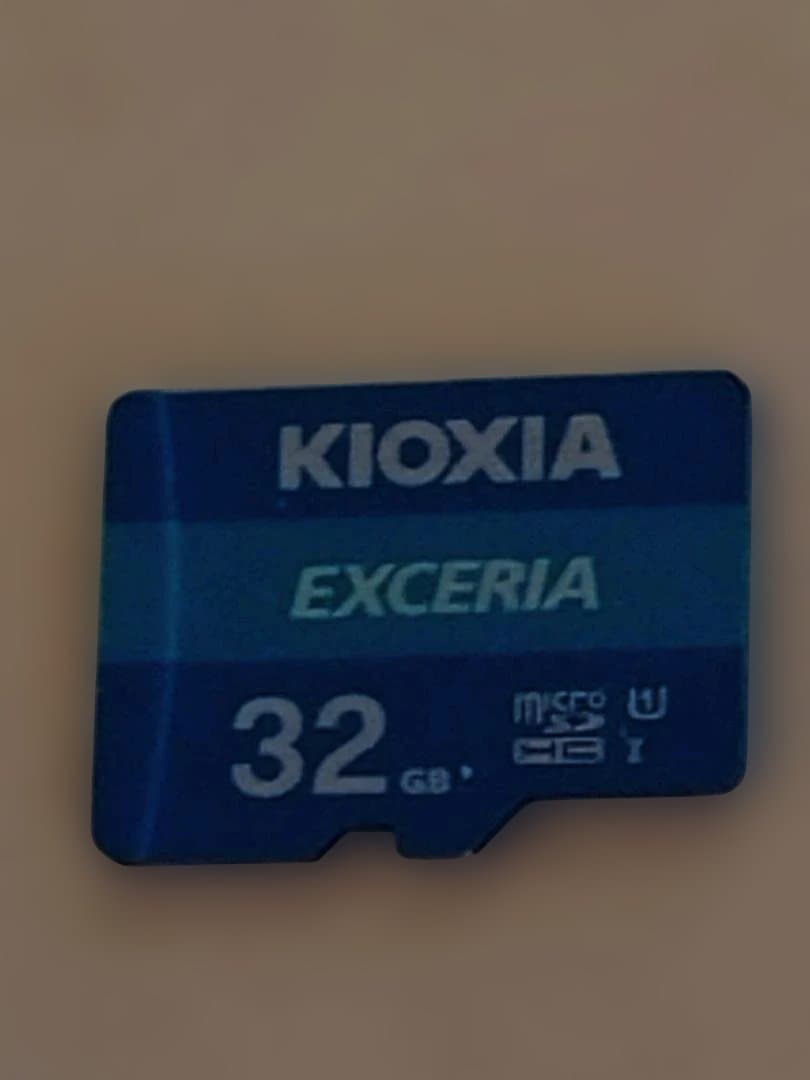 KIOXIA
EXCERIA
32 GB
micro SD HC U1 I